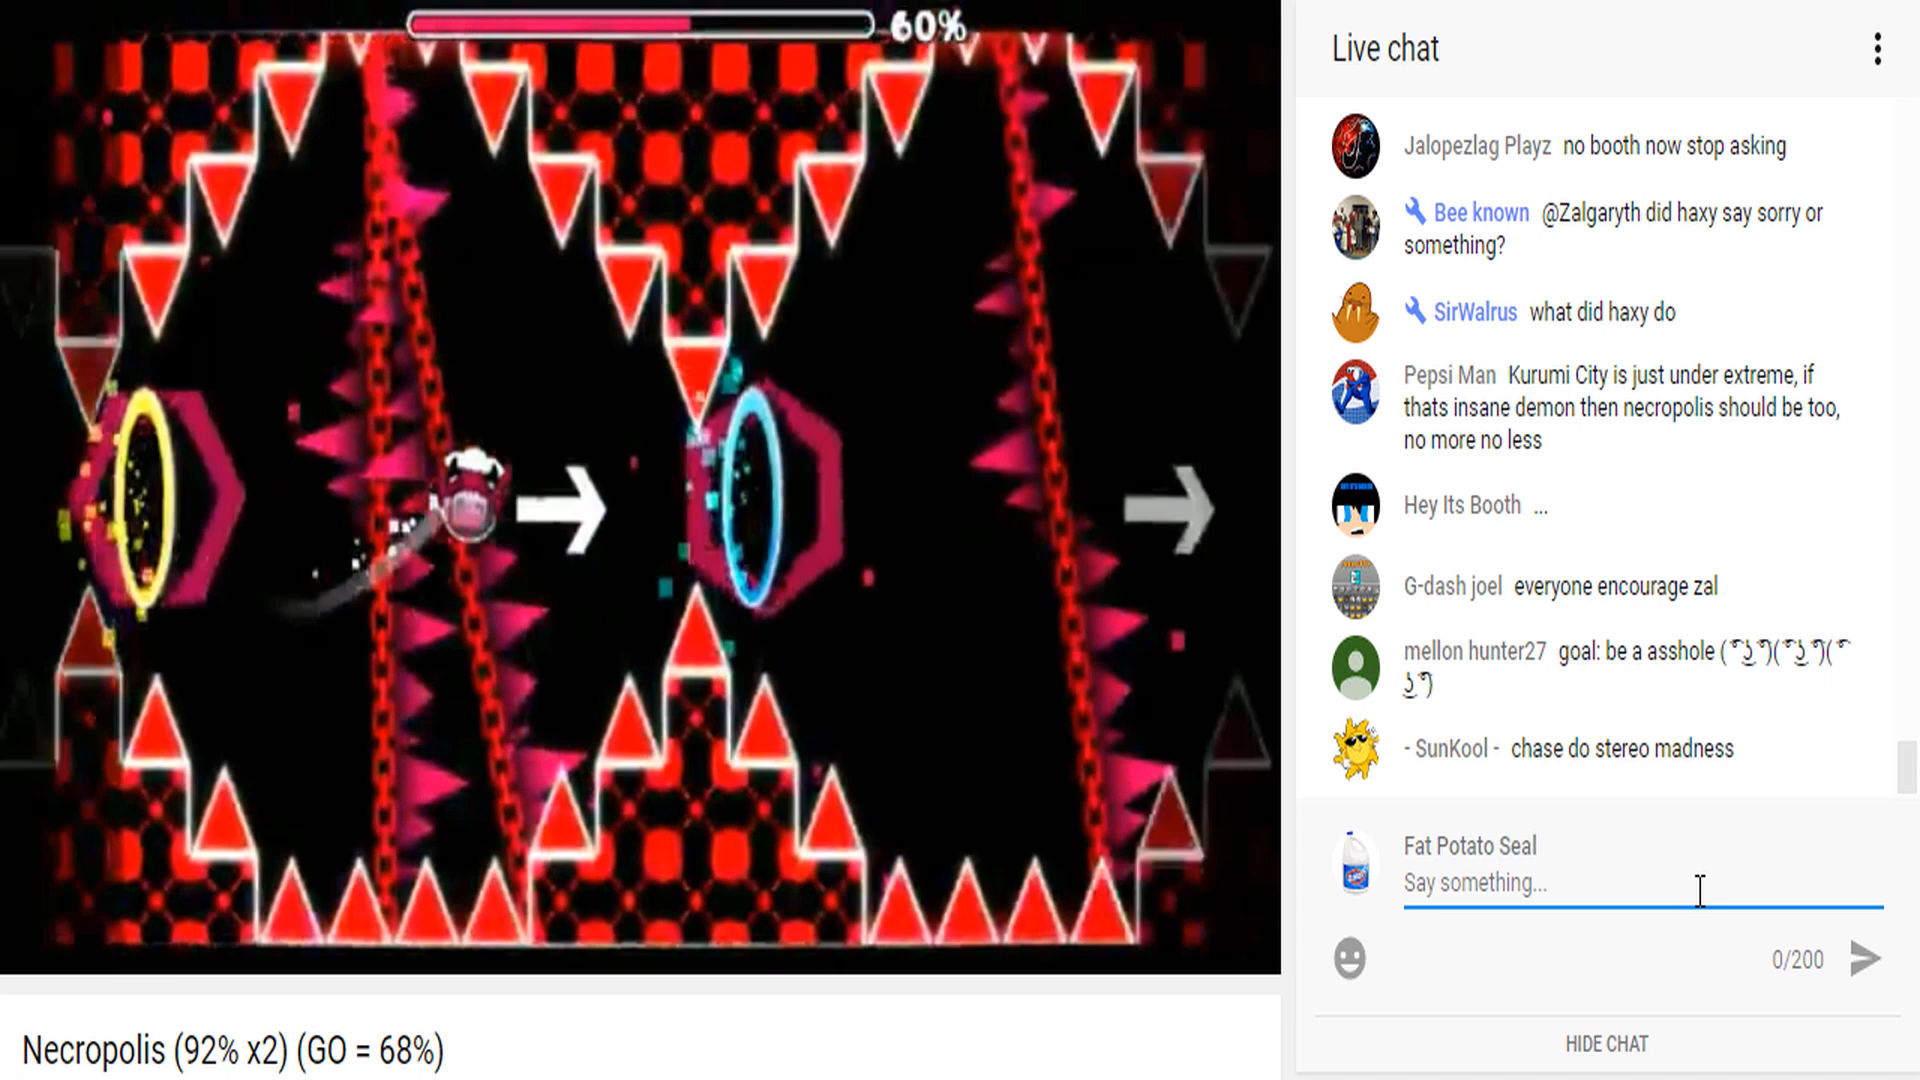 60%
Live chat
Jalopezlag Playz no booth now stop asking
Bee known @Zalgaryth did haxy say sorry or
something?
SirWalrus what did haxy do
Pepsi Man Kurumi City is just under extreme, if
thats insane demon then necropolis should be too,
no more no less
Hey Its Booth ...
G-dash joel everyone encourage zal
mellon hunter27 goal: be a asshole ( ͡° ͜ʖ ͡°)( ͡° ͜ʖ ͡°)( ͡°
͜ʖ ͡°)
- SunKool - chase do stereo madness
Fat Potato Seal
Say something...
0/200
HIDE CHAT
Necropolis (92% x2) (GO = 68%)